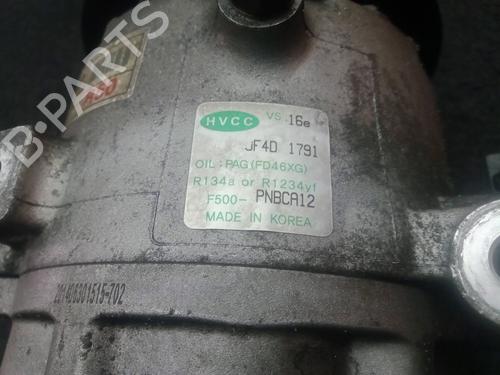 HVCC VS 16e
JF4D 1791
OIL : PAG (FD46XG)
R134a or R1234yf
F500- PNBCA12
MADE IN KOREA
B-PARTS